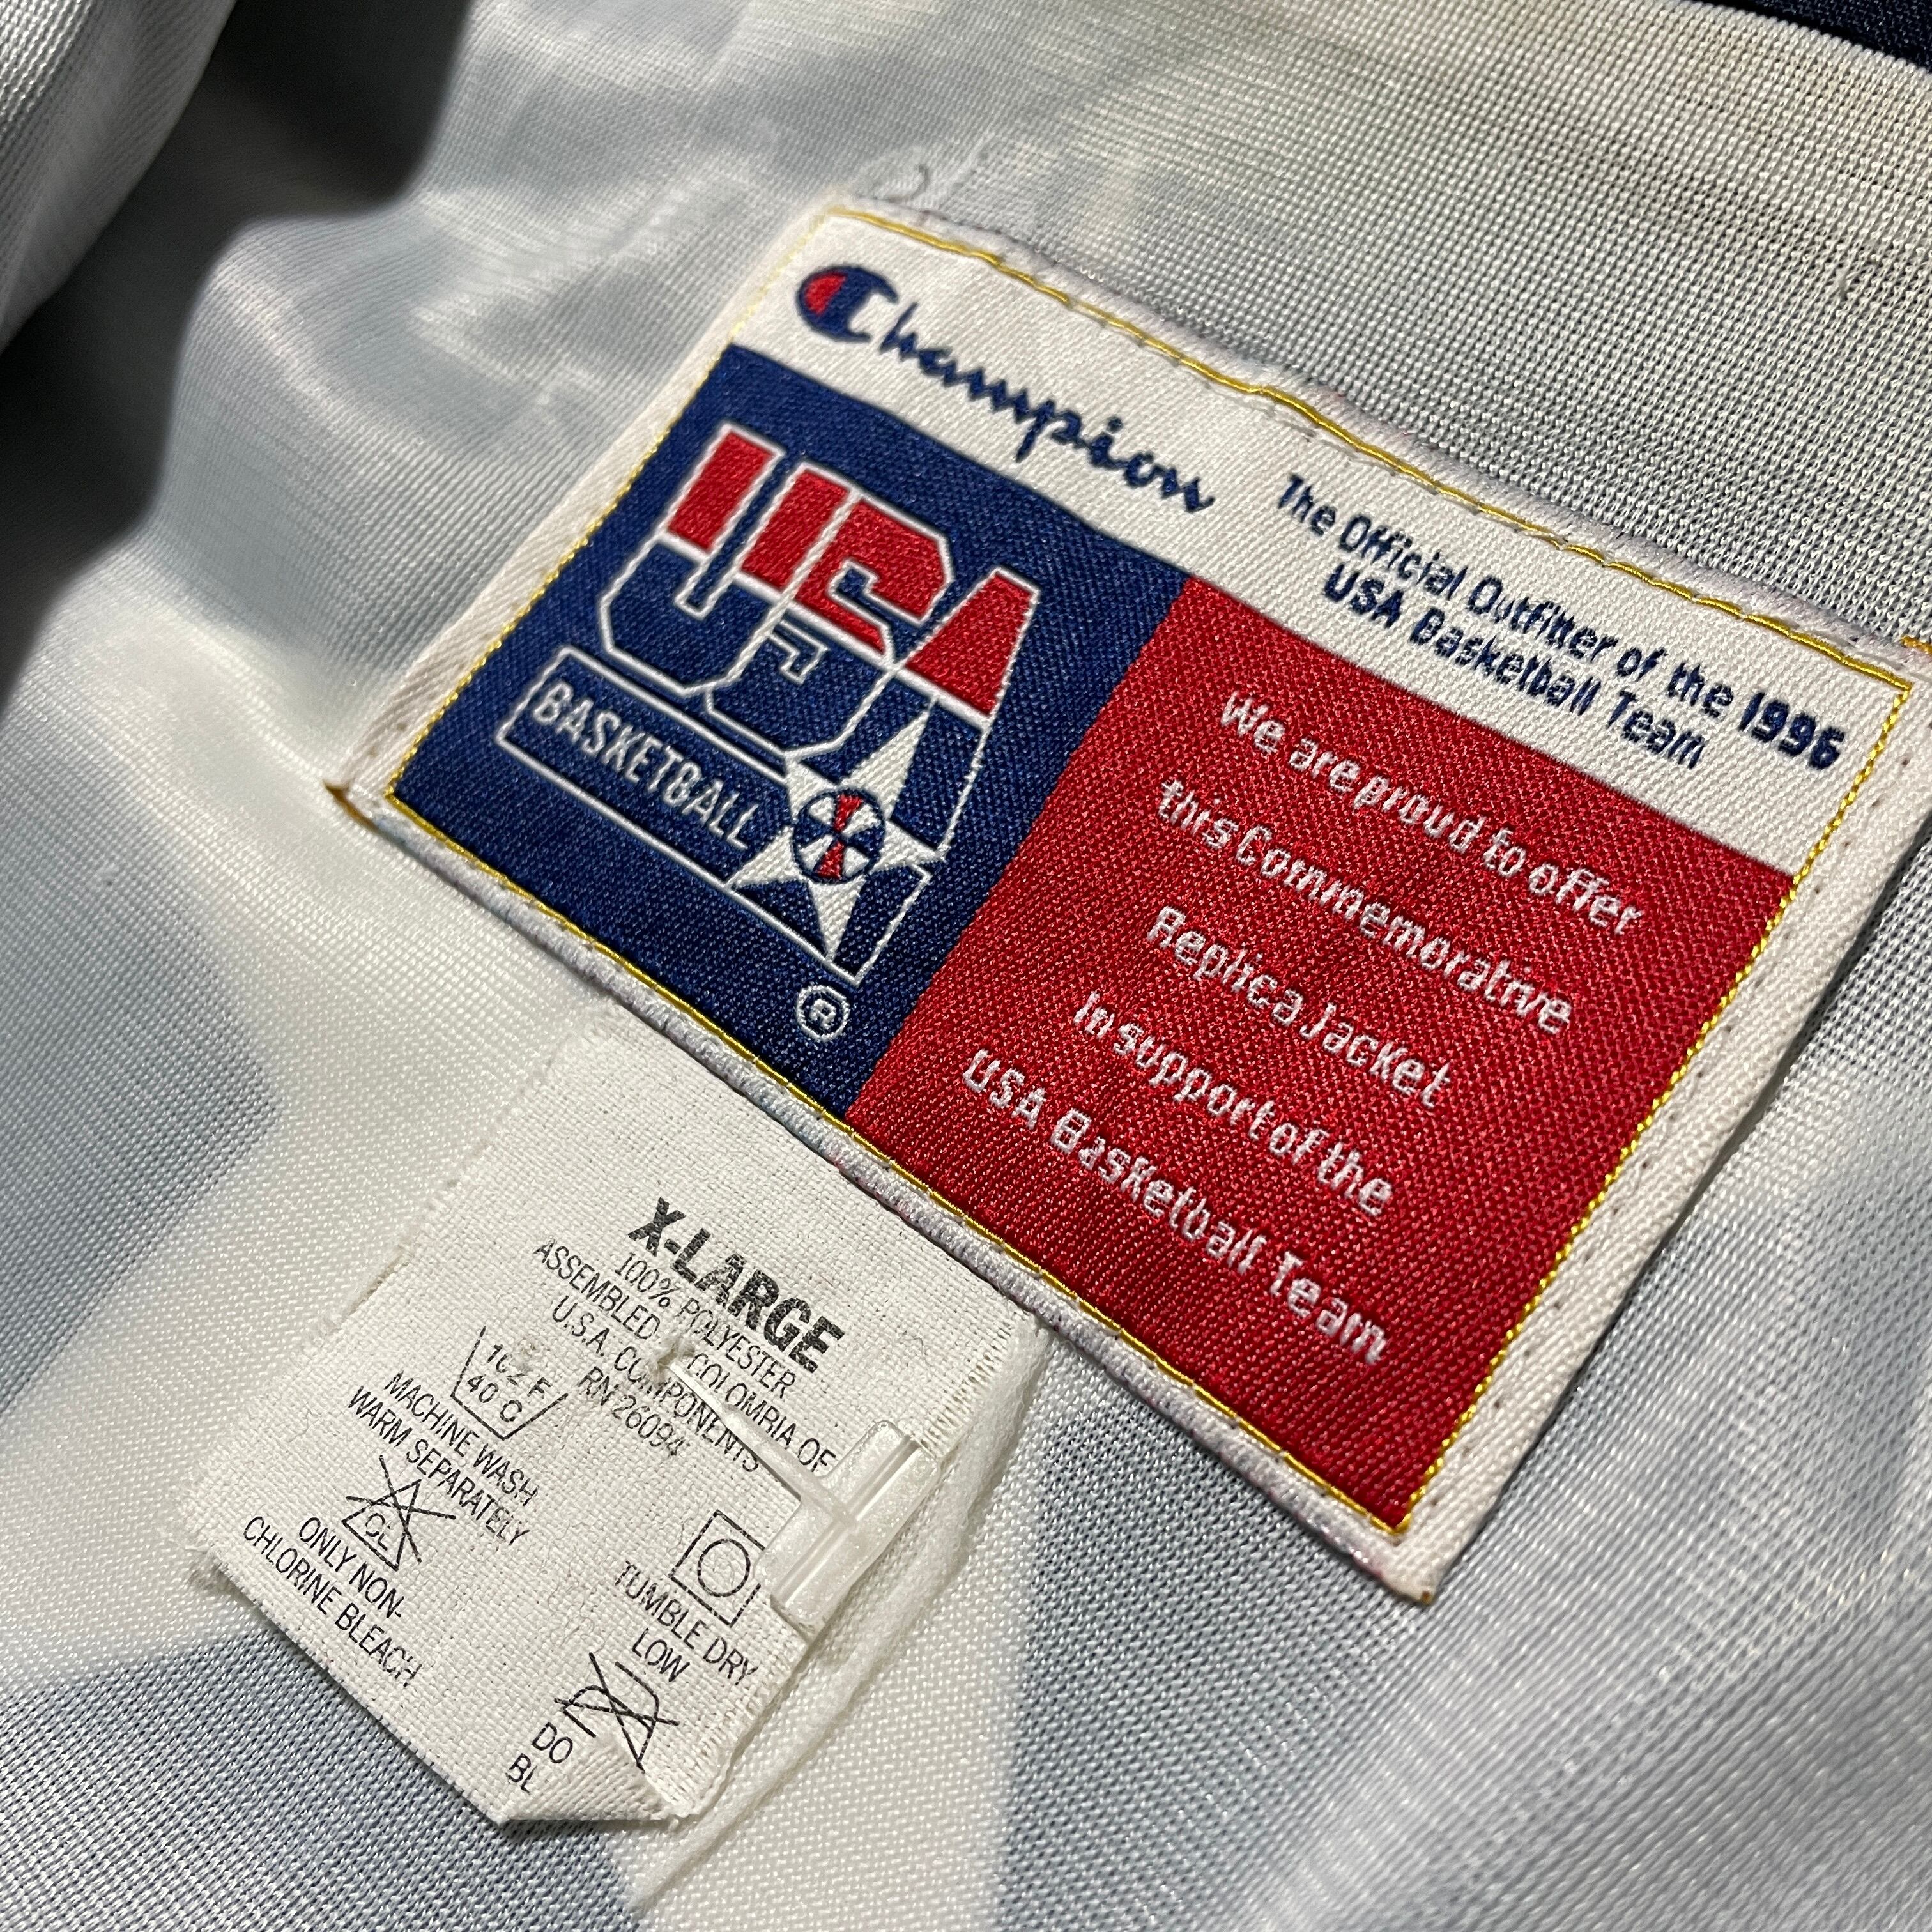 Champion
The Official Outfitter of the 1996
USA Basketball Team
USA
BASKETBALL
®
We are proud to offer
this Commemorative
Replica Jacket
in support of the
USA Basketball Team
X-LARGE
100% POLYESTER
ASSEMBLED COLOMBIA OF
U.S.A. COMPONENTS
RN 26094
102 F
40 C
MACHINE WASH
WARM SEPARATELY
CL
ONLY NON-
CHLORINE BLEACH
TUMBLE DRY
LOW
DO
BL